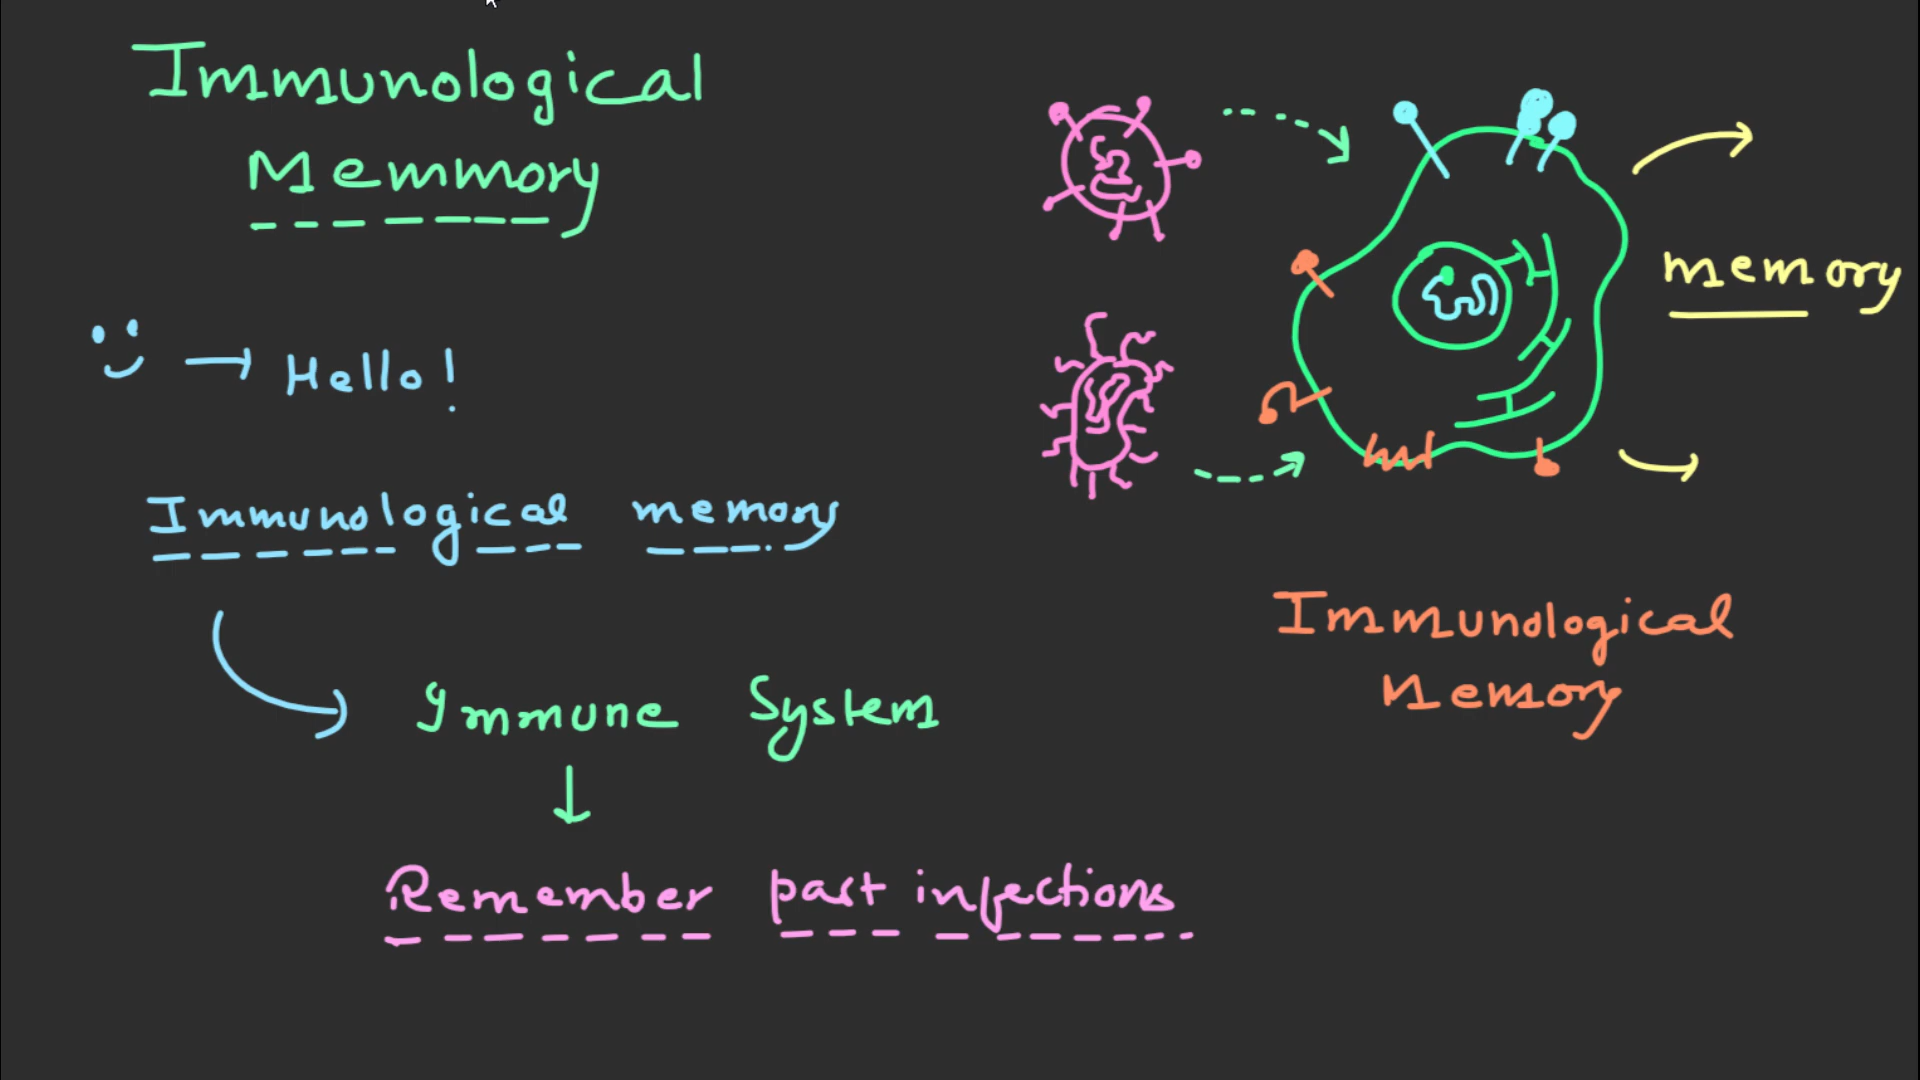 Immunological
Memmory
Hello!
Immunological memory
Immune System
Remember past infections
memory
Immunological
Memory